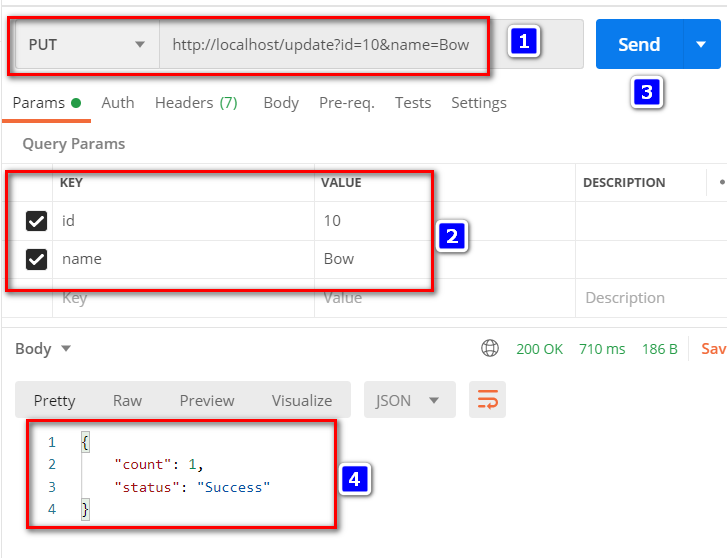 PUT http://localhost/update?id=10&name=Bow 1 Send
3
Params Auth Headers (7) Body Pre-req. Tests Settings
Query Params
KEY VALUE DESCRIPTION
id 10
2
name Bow
Key Value Description
Body 200 OK 710 ms 186 B Sav
Pretty Raw Preview Visualize JSON
1 {
2 "count": 1,
3 "status": "Success"
4
4 }